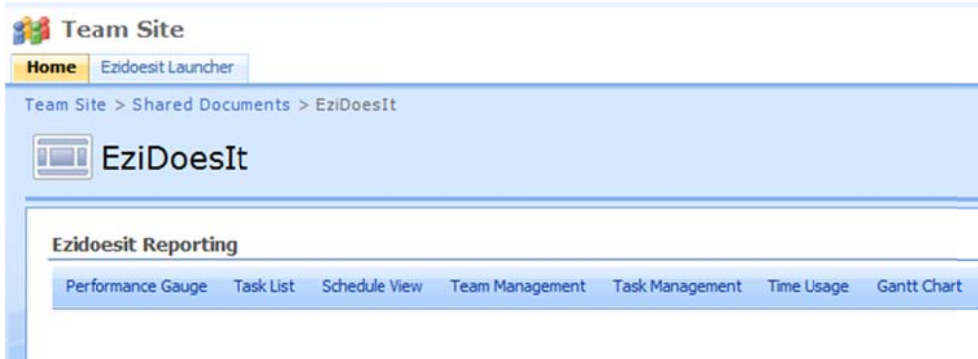 Team Site
Home Ezidoesit Launcher
Team Site > Shared Documents > EziDoesIt
EziDoesIt
Ezidoesit Reporting
Performance Gauge Task List Schedule View Team Management Task Management Time Usage Gantt Chart